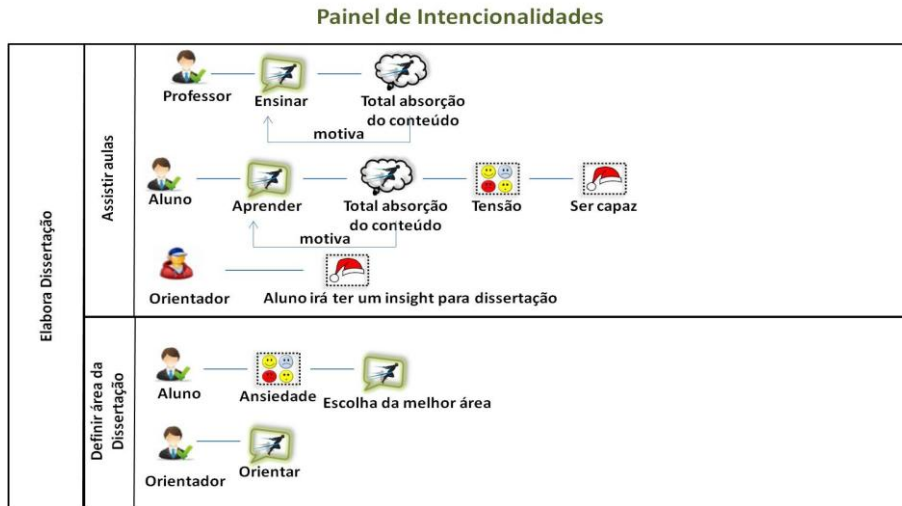 Painel de Intencionalidades
Elabora Dissertação
Assistir aulas
Professor
Ensinar
Total absorção
do conteúdo
motiva
Aluno
Aprender
Total absorção
do conteúdo
Tensão
Ser capaz
motiva
Orientador
Aluno irá ter um insight para dissertação
Definir área da
Dissertação
Aluno
Ansiedade
Escolha da melhor área
Orientador
Orientar